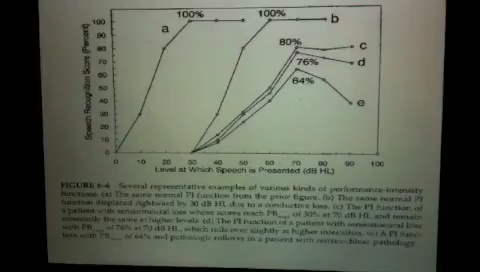 100%
100%
a
b
80%
c
76%
d
64%
e
Speech Recognition Score (Percent)
100
90
80
70
60
50
40
30
20
10
0
0 10 20 30 40 50 60 70 80 90 100
Level at Which Speech is Presented (dB HL)
FIGURE 8-4 Several representative examples of various kinds of performance-intensity
functions. (a) The same normal PI function from the prior figure. (b) The same normal PI
function displaced rightward by 30 dB HL due to a conductive loss. (c) The PI function of
a patient with sensorineural loss whose scores reach PBmax of 80% at 70 dB HL and remain
essentially the same at higher levels. (d) The PI function of a patient with sensorineural loss
with PBmax of 76% at 70 dB HL, which rolls over slightly at higher intensities. (e) A PI func-
tion with PBmax of 64% and pathologic rollover in a patient with retrocochlear pathology.